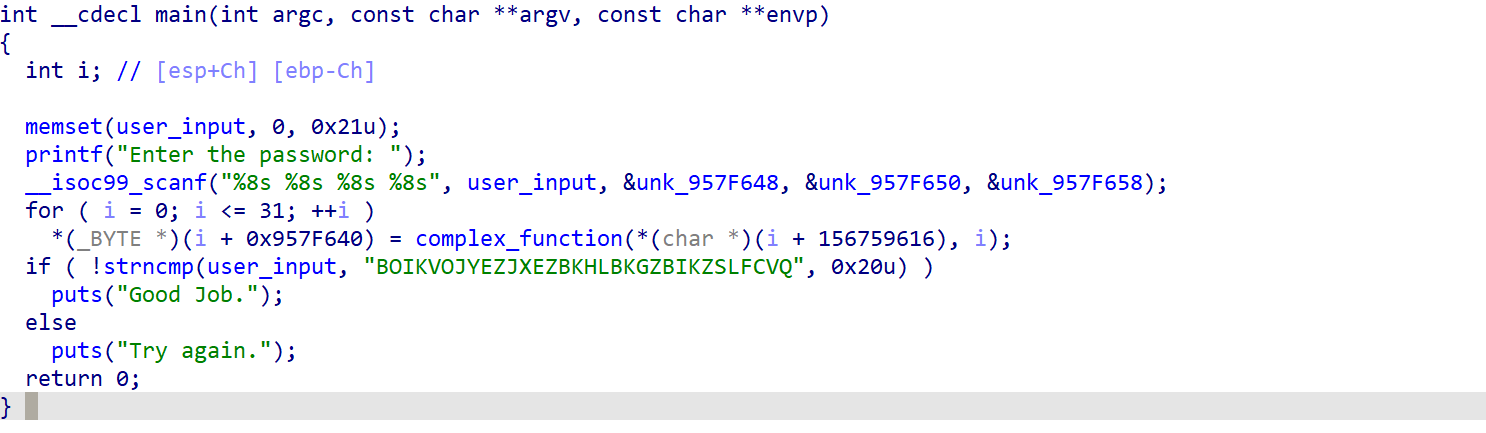 int __cdecl main(int argc, const char **argv, const char **envp)
{
  int i; // [esp+Ch] [ebp-Ch]

  memset(user_input, 0, 0x21u);
  printf("Enter the password: ");
  __isoc99_scanf("%8s %8s %8s %8s", user_input, &unk_957F648, &unk_957F650, &unk_957F658);
  for ( i = 0; i <= 31; ++i )
    *(_BYTE *)(i + 0x957F640) = complex_function(*(char *)(i + 156759616), i);
  if ( !strncmp(user_input, "BOIKVOJYEZJXEZBKHLBKGZBIKZSLFCVQ", 0x20u) )
    puts("Good Job.");
  else
    puts("Try again.");
  return 0;
}